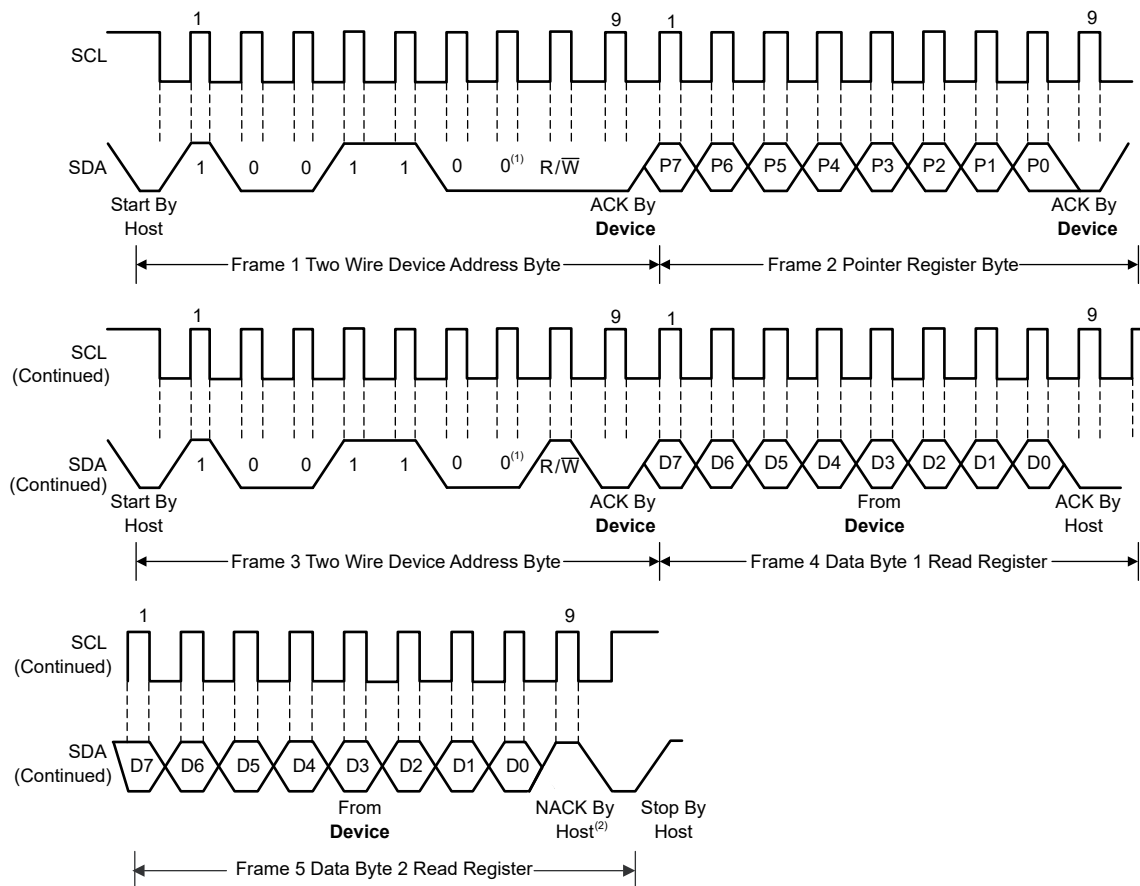 1 9 1 9
SCL
SDA
1 0 0 1 1 0 0(1) R/W̅ P7 P6 P5 P4 P3 P2 P1 P0
Start By Host
ACK By Device
ACK By Device
Frame 1 Two Wire Device Address Byte
Frame 2 Pointer Register Byte
1 9 1 9
SCL
(Continued)
SDA
(Continued)
1 0 0 1 1 0 0(1) R/W̅ D7 D6 D5 D4 D3 D2 D1 D0
Start By Host
ACK By Device
From Device
ACK By Host
Frame 3 Two Wire Device Address Byte
Frame 4 Data Byte 1 Read Register
1 9
SCL
(Continued)
SDA
(Continued)
D7 D6 D5 D4 D3 D2 D1 D0
From Device
NACK By Host(2)
Stop By Host
Frame 5 Data Byte 2 Read Register